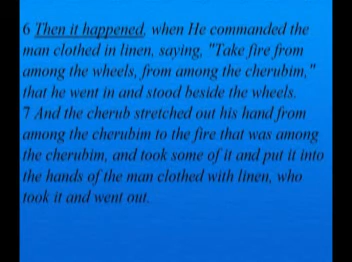 6 Then it happened, when He commanded the
man clothed in linen, saying, "Take fire from
among the wheels, from among the cherubim,"
that he went in and stood beside the wheels.
7 And the cherub stretched out his hand from
among the cherubim to the fire that was among
the cherubim, and took some of it and put it into
the hands of the man clothed with linen, who
took it and went out.